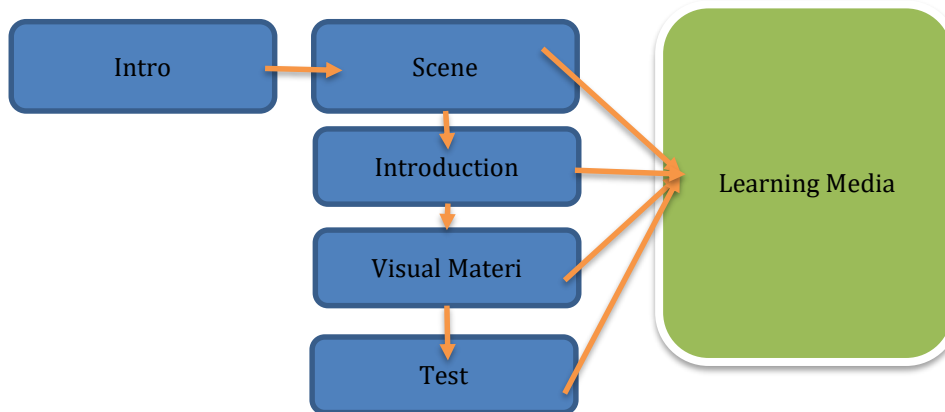 Intro
Scene
Introduction
Visual Materi
Test
Learning Media